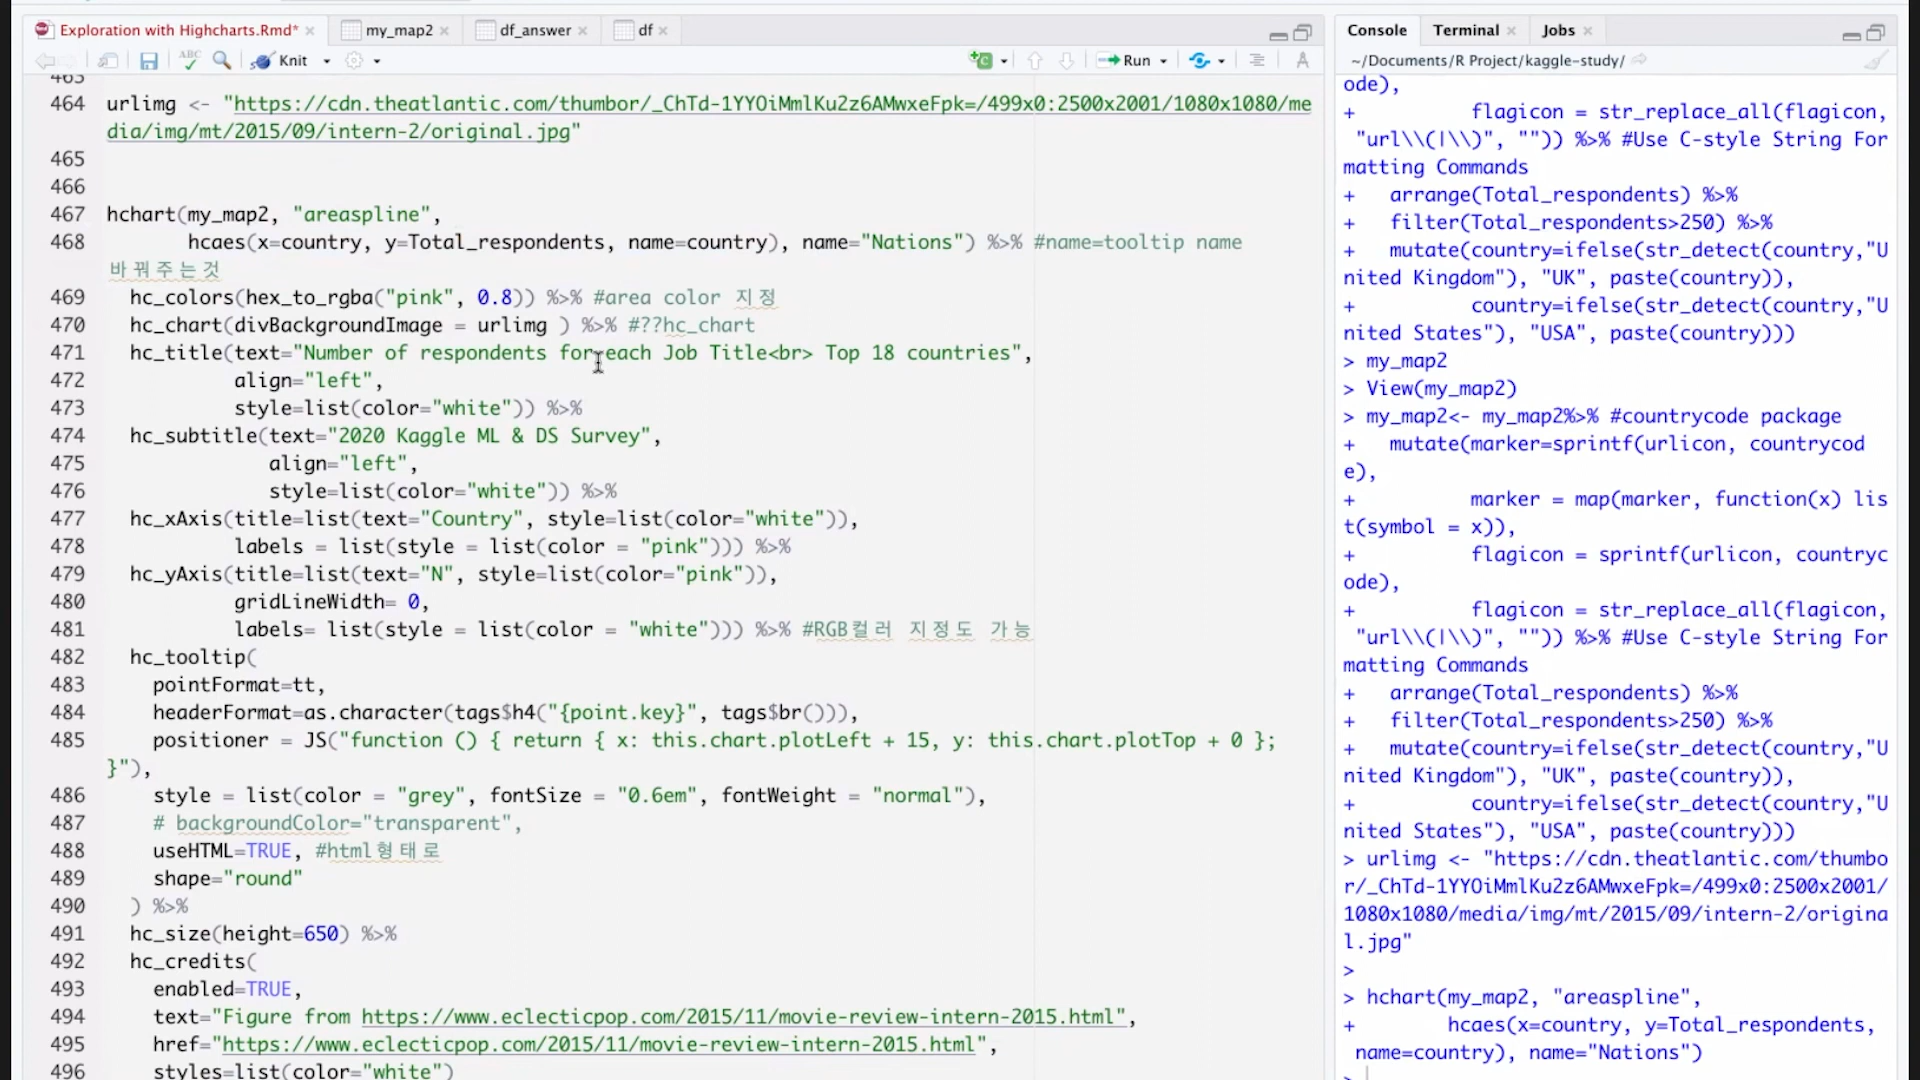 Exploration with Highcharts.Rmd*
my_map2
df_answer
df
Knit
Run
463
464 urlimg <- "https://cdn.theatlantic.com/thumbor/_ChTd-1YYOiMmlKu2z6AMwxeFpk=/499x0:2500x2001/1080x1080/me
dia/img/mt/2015/09/intern-2/original.jpg"
465
466
467 hchart(my_map2, "areaspline",
468 hcaes(x=country, y=Total_respondents, name=country), name="Nations") %>% #name=tooltip name
바꿔주는것
469 hc_colors(hex_to_rgba("pink", 0.8)) %>% #area color 지정
470 hc_chart(divBackgroundImage = urlimg ) %>% #??hc_chart
471 hc_title(text="Number of respondents for each Job Title<br> Top 18 countries",
472 align="left",
473 style=list(color="white")) %>%
474 hc_subtitle(text="2020 Kaggle ML & DS Survey",
475 align="left",
476 style=list(color="white")) %>%
477 hc_xAxis(title=list(text="Country", style=list(color="white")),
478 labels = list(style = list(color = "pink"))) %>%
479 hc_yAxis(title=list(text="N", style=list(color="pink")),
480 gridLineWidth= 0,
481 labels= list(style = list(color = "white"))) %>% #RGB컬러 지정도 가능
482 hc_tooltip(
483 pointFormat=tt,
484 headerFormat=as.character(tags$h4("{point.key}", tags$br())),
485 positioner = JS("function () { return { x: this.chart.plotLeft + 15, y: this.chart.plotTop + 0 };
}"),
486 style = list(color = "grey", fontSize = "0.6em", fontWeight = "normal"),
487 # backgroundColor="transparent",
488 useHTML=TRUE, #html형태로
489 shape="round"
490 ) %>%
491 hc_size(height=650) %>%
492 hc_credits(
493 enabled=TRUE,
494 text="Figure from https://www.eclecticpop.com/2015/11/movie-review-intern-2015.html",
495 href="https://www.eclecticpop.com/2015/11/movie-review-intern-2015.html",
496 styles=list(color="white")
Console Terminal Jobs
~/Documents/R Project/kaggle-study/
ode),
+ flagicon = str_replace_all(flagicon,
"url\\(|\\)", "")) %>% #Use C-style String For
matting Commands
+ arrange(Total_respondents) %>%
+ filter(Total_respondents>250) %>%
+ mutate(country=ifelse(str_detect(country,"U
nited Kingdom"), "UK", paste(country)),
+ country=ifelse(str_detect(country,"U
nited States"), "USA", paste(country)))
> my_map2
> View(my_map2)
> my_map2<- my_map2%>% #countrycode package
+ mutate(marker=sprintf(urlicon, countrycod
e),
+ marker = map(marker, function(x) lis
t(symbol = x)),
+ flagicon = sprintf(urlicon, countryc
ode),
+ flagicon = str_replace_all(flagicon,
"url\\(|\\)", "")) %>% #Use C-style String For
matting Commands
+ arrange(Total_respondents) %>%
+ filter(Total_respondents>250) %>%
+ mutate(country=ifelse(str_detect(country,"U
nited Kingdom"), "UK", paste(country)),
+ country=ifelse(str_detect(country,"U
nited States"), "USA", paste(country)))
> urlimg <- "https://cdn.theatlantic.com/thumbo
r/_ChTd-1YYOiMmlKu2z6AMwxeFpk=/499x0:2500x2001/
1080x1080/media/img/mt/2015/09/intern-2/origina
l.jpg"
>
> hchart(my_map2, "areaspline",
+ hcaes(x=country, y=Total_respondents,
name=country), name="Nations")
>